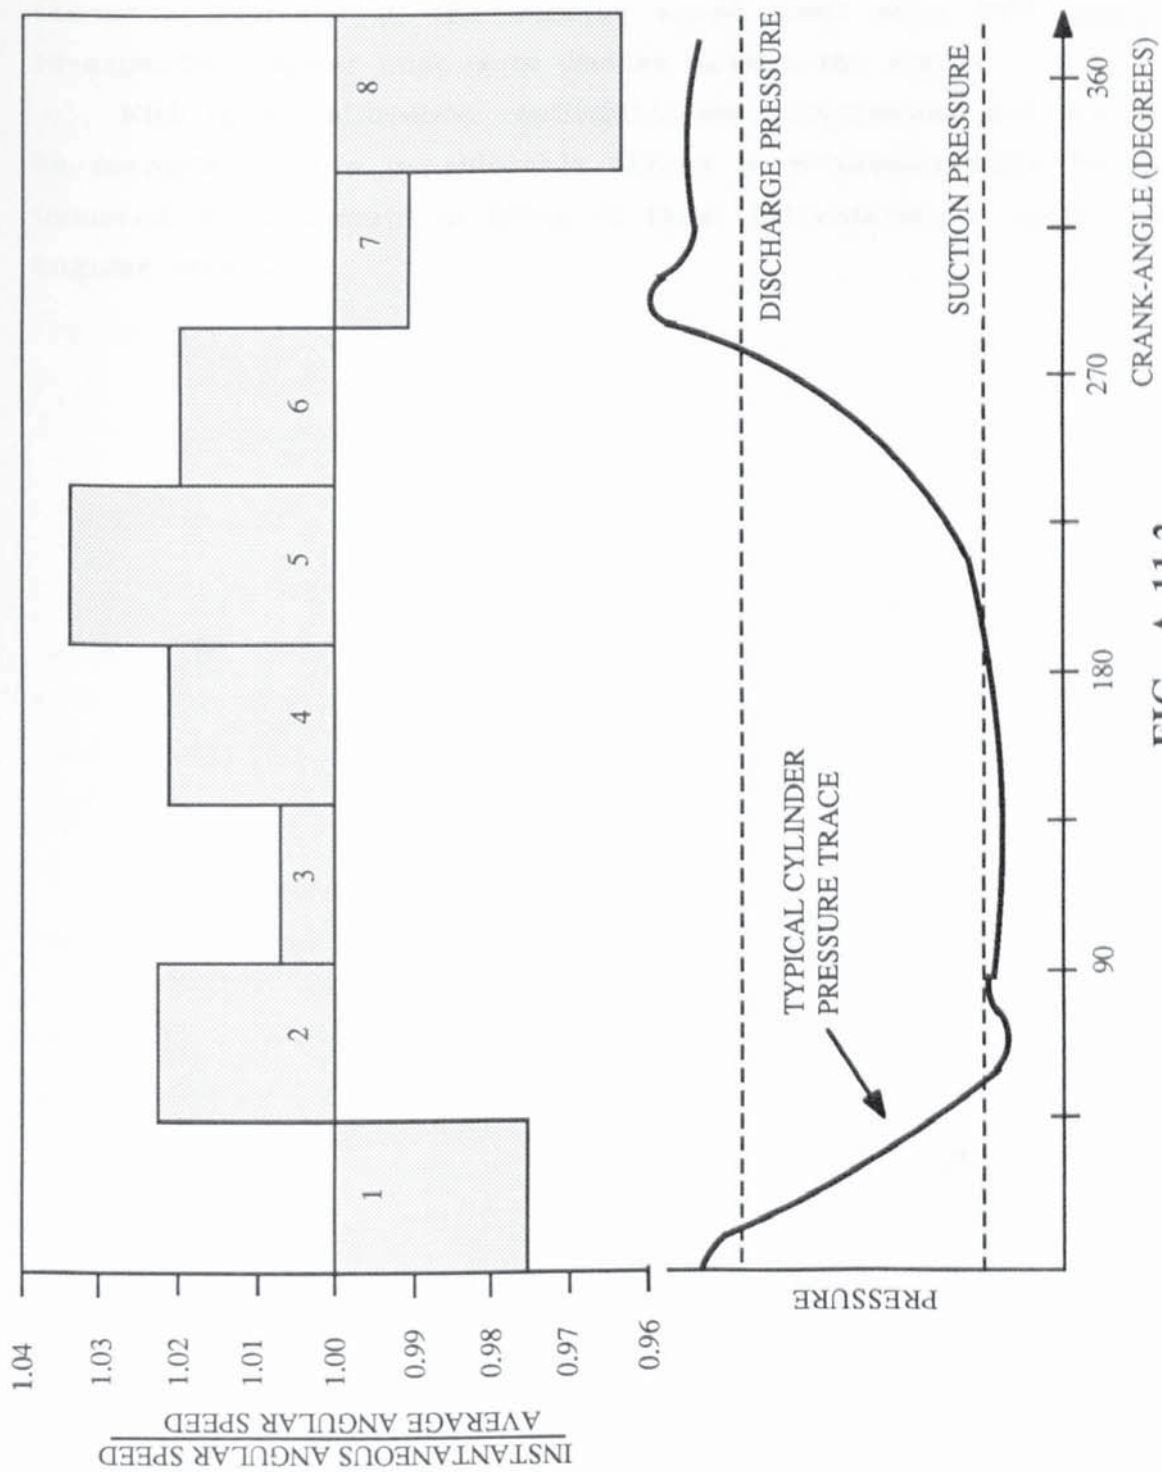 INSTANTANEOUS ANGULAR SPEED
AVERAGE ANGULAR SPEED
1.04
1.03
1.02
1.01
1.00
0.99
0.98
0.97
0.96
1
2
3
4
5
6
7
8
PRESSURE
TYPICAL CYLINDER
PRESSURE TRACE
DISCHARGE PRESSURE
SUCTION PRESSURE
90
180
270
360
CRANK-ANGLE (DEGREES)
FIG.